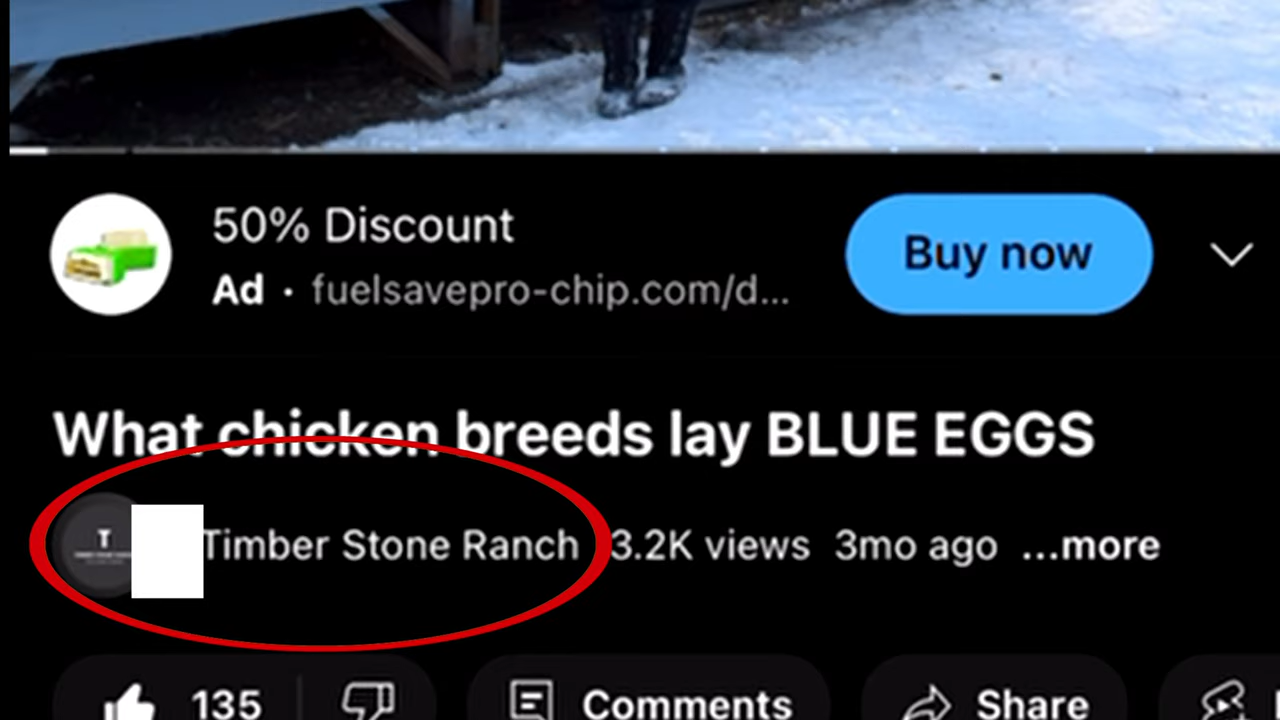 50% Discount
Buy now
Ad · fuelsavepro-chip.com/d...
What chicken breeds lay BLUE EGGS
T
Timber Stone Ranch 3.2K views 3mo ago ...more
135
Comments
Share